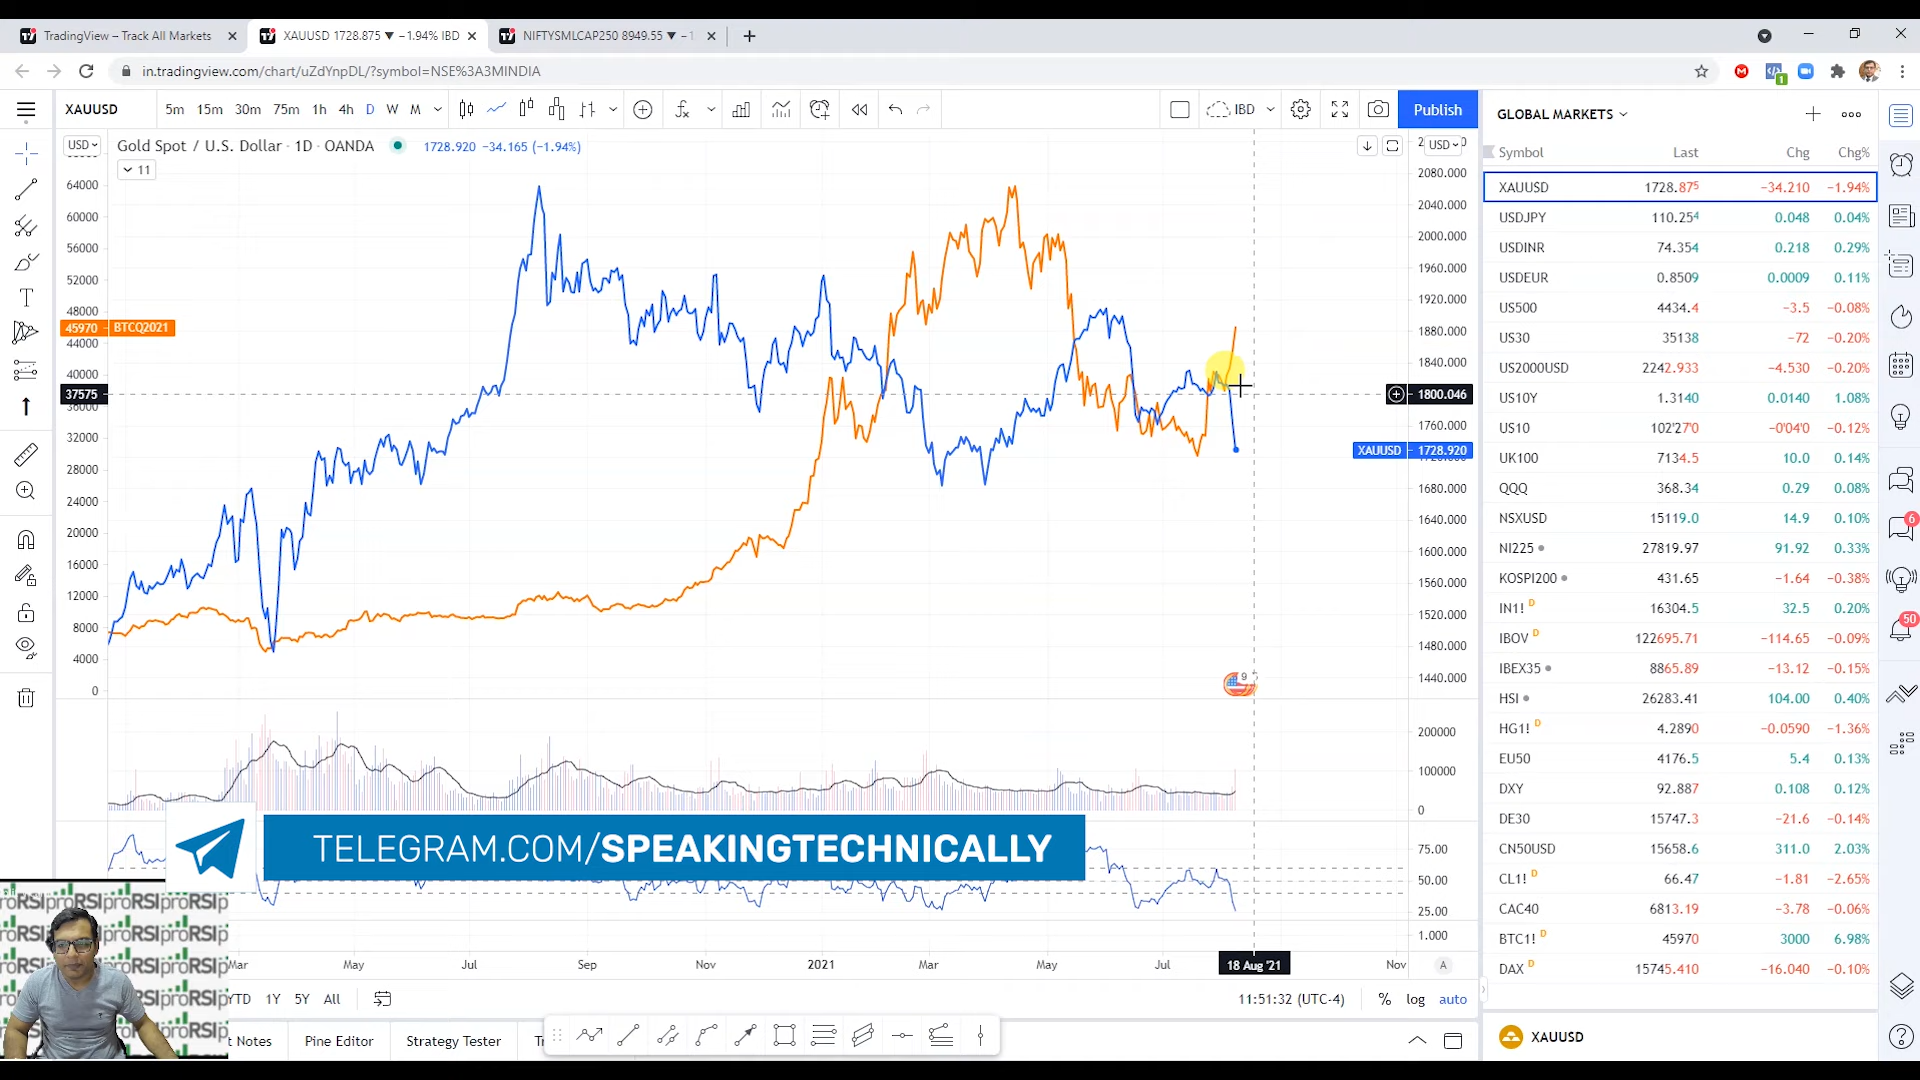 TradingView – Track All Markets
XAUUSD 1728.875 ▼ −1.94% IBD
NIFTYSMLCAP250 8949.55 ▼ −1
in.tradingview.com/chart/uZdYnpDL/?symbol=NSE%3A3MINDIA
1
XAUUSD 5m 15m 30m 75m 1h 4h D W M IBD Publish
USD Gold Spot / U.S. Dollar · 1D · OANDA 1728.920 −34.165 (−1.94%) USD
11
64000
60000
56000
52000
48000
45970 BTCQ2021
44000
40000
37575
36000
32000
28000
24000
20000
16000
12000
8000
4000
0
2080.000
2040.000
2000.000
1960.000
1920.000
1880.000
1840.000
1800.046
1760.000
XAUUSD 1728.920
1680.000
1640.000
1600.000
1560.000
1520.000
1480.000
1440.000
9
200000
100000
0
75.00
50.00
25.00
1.000
TELEGRAM.COM/SPEAKINGTECHNICALLY
Mar May Jul Sep Nov 2021 Mar May Jul 18 Aug '21 Nov A
YTD 1Y 5Y All 11:51:32 (UTC-4) % log auto
t Notes Pine Editor Strategy Tester
proRSI
GLOBAL MARKETS
Symbol Last Chg Chg%
XAUUSD 1728.875 −34.210 −1.94%
USDJPY 110.254 0.048 0.04%
USDINR 74.354 0.218 0.29%
USDEUR 0.8509 0.0009 0.11%
US500 4434.4 −3.5 −0.08%
US30 35138 −72 −0.20%
US2000USD 2242.933 −4.530 −0.20%
US10Y 1.3140 0.0140 1.08%
US10 102'27'0 −0'04'0 −0.12%
UK100 7134.5 10.0 0.14%
QQQ 368.34 0.29 0.08%
NSXUSD 15119.0 14.9 0.10%
NI225 27819.97 91.92 0.33%
KOSPI200 431.65 −1.64 −0.38%
IN1! D 16304.5 32.5 0.20%
IBOV D 122695.71 −114.65 −0.09%
IBEX35 8865.89 −13.12 −0.15%
HSI 26283.41 104.00 0.40%
HG1! D 4.2890 −0.0590 −1.36%
EU50 4176.5 5.4 0.13%
DXY 92.887 0.108 0.12%
DE30 15747.3 −21.6 −0.14%
CN50USD 15658.6 311.0 2.03%
CL1! D 66.47 −1.81 −2.65%
CAC40 6813.19 −3.78 −0.06%
BTC1! D 45970 3000 6.98%
DAX D 15745.410 −16.040 −0.10%
XAUUSD
6
50